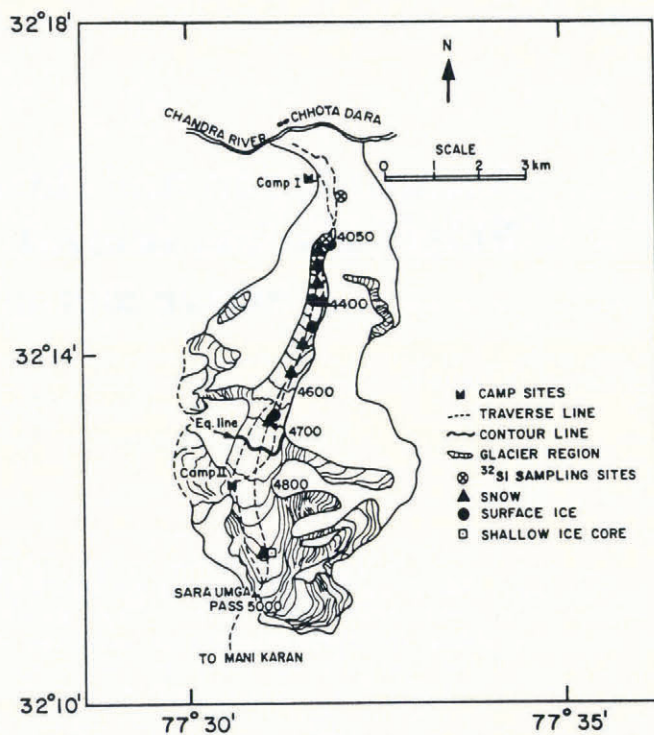 32°18'
N
CHHOTA DARA
CHANDRA RIVER
SCALE
0 1 2 3 km
Camp I
4050
4400
32°14'
4600
Eq. line
4700
Camp II
4800
CAMP SITES
TRAVERSE LINE
CONTOUR LINE
GLACIER REGION
32SI SAMPLING SITES
SNOW
SURFACE ICE
SHALLOW ICE CORE
SARA UMGA
PASS 5000
TO MANI KARAN
32°10'
77°30'
77°35'